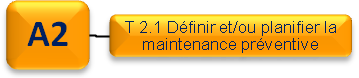 A2
T 2.1 Définir et/ou planifier la
maintenance préventive